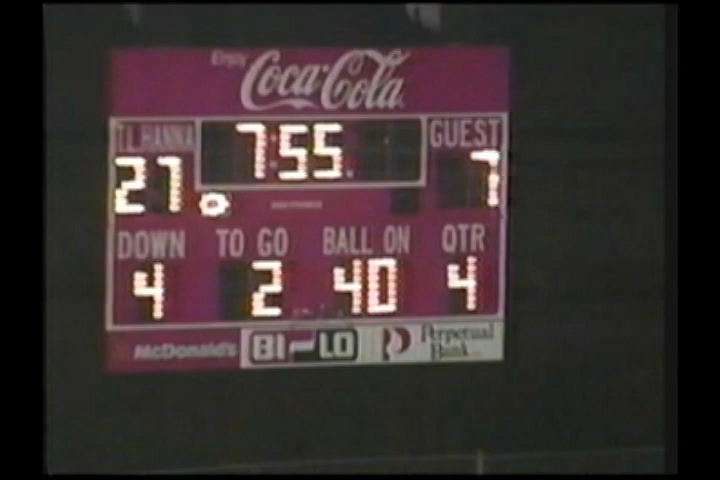 Enjoy
Coca-Cola
T.L. HANNA 7:55 GUEST
27 7
DOWN TO GO BALL ON QTR
4 2 40 4
McDonald's BI-LO Perpetual
Bank